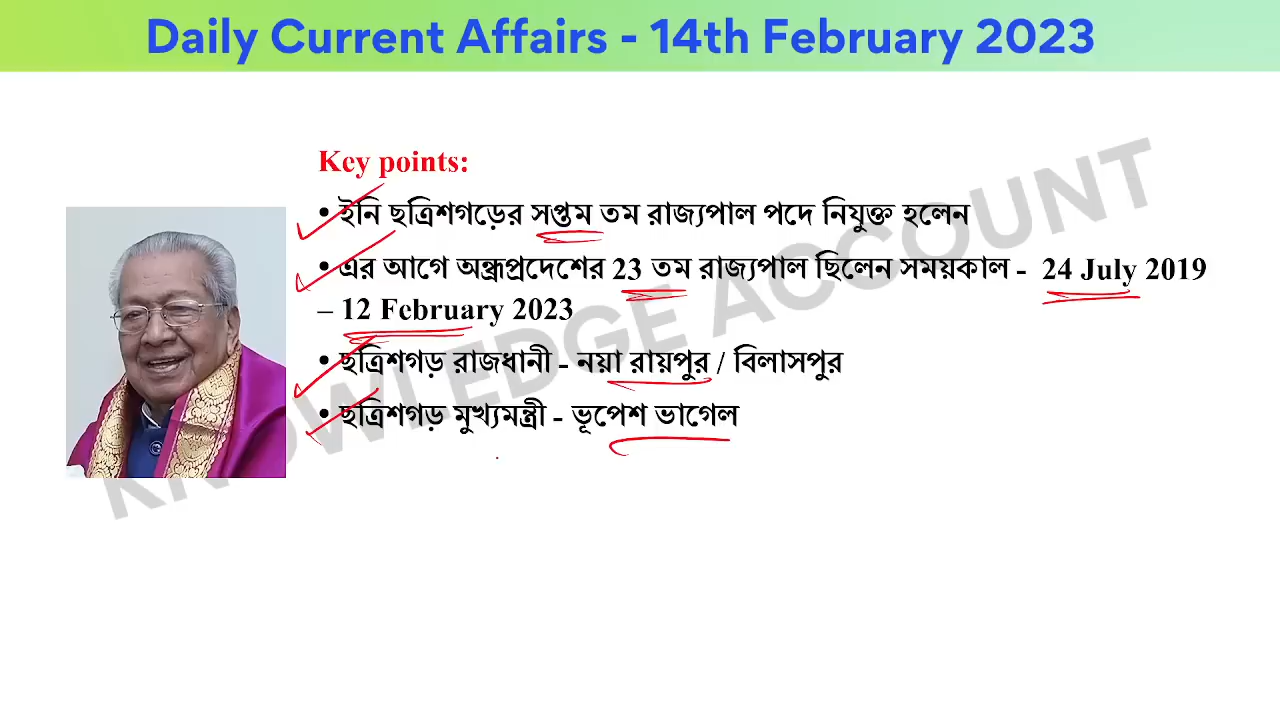 Daily Current Affairs - 14th February 2023
Key points:
• ইনি ছত্রিশগড়ের সপ্তম তম রাজ্যপাল পদে নিযুক্ত হলেন
• এর আগে অন্ধ্রপ্রদেশের 23 তম রাজ্যপাল ছিলেন সময়কাল - 24 July 2019
– 12 February 2023
• ছত্রিশগড় রাজধানী - নয়া রায়পুর / বিলাসপুর
• ছত্রিশগড় মুখ্যমন্ত্রী - ভূপেশ ভাগেল
KNOWLEDGE ACCOUNT